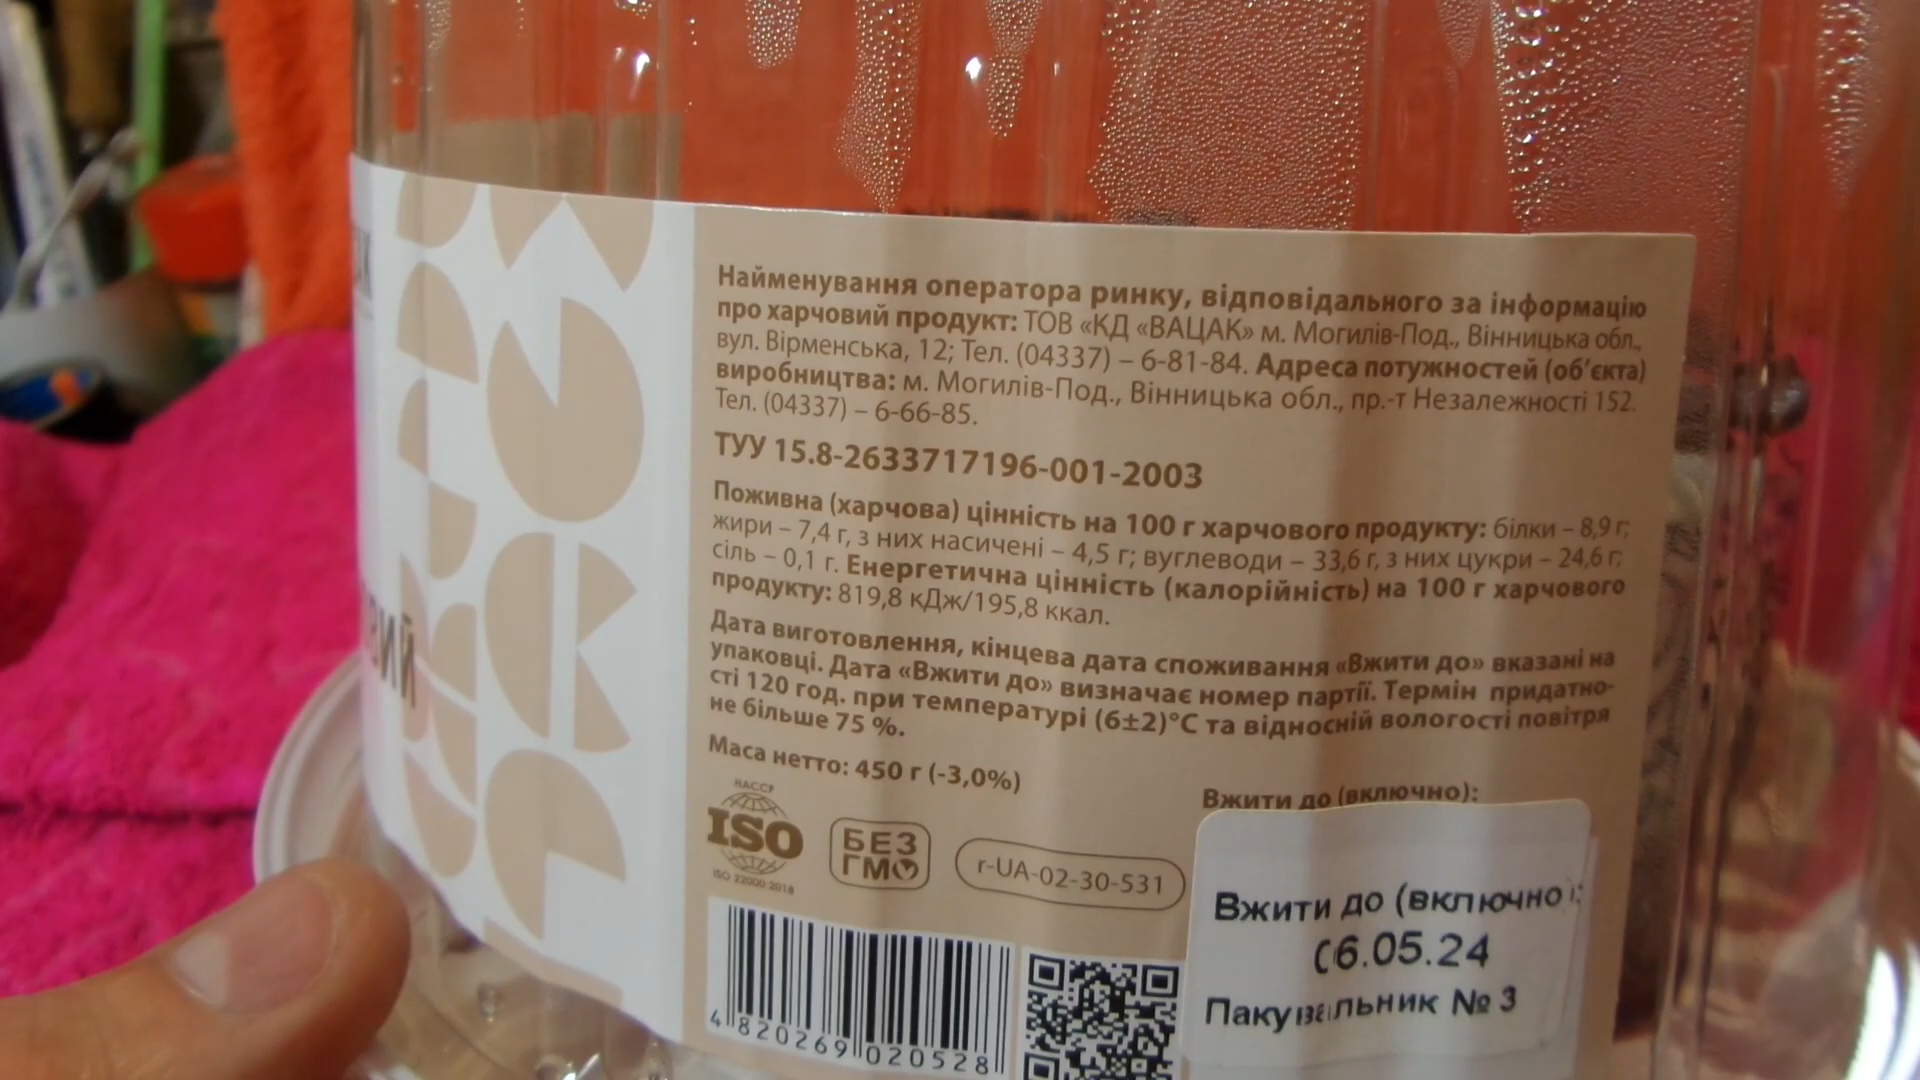 Найменування оператора ринку, відповідального за інформацію
про харчовий продукт: ТОВ «КД «ВАЦАК» м. Могилів-Под., Вінницька обл.,
вул. Вірменська, 12; Тел. (04337) – 6-81-84. Адреса потужностей (об'єкта)
виробництва: м. Могилів-Под., Вінницька обл., пр.-т Незалежності 152.
Тел. (04337) – 6-66-85.
ТУУ 15.8-2633717196-001-2003
Поживна (харчова) цінність на 100 г харчового продукту: білки – 8,9 г;
жири – 7,4 г, з них насичені – 4,5 г; вуглеводи – 33,6 г, з них цукри – 24,6 г;
сіль – 0,1 г. Енергетична цінність (калорійність) на 100 г харчового
продукту: 819,8 кДж/195,8 ккал.
Дата виготовлення, кінцева дата споживання «Вжити до» вказані на
упаковці. Дата «Вжити до» визначає номер партії. Термін придатно-
сті 120 год. при температурі (6±2)°С та відносній вологості повітря
не більше 75 %.
Маса нетто: 450 г (-3,0%)
Вжити до (включно):
HACCP
ISO
ISO 22000:2018
БЕЗ
ГМО
r-UA-02-30-531
Вжити до (включно):
06.05.24
Пакувальник № 3
4 820269 020528